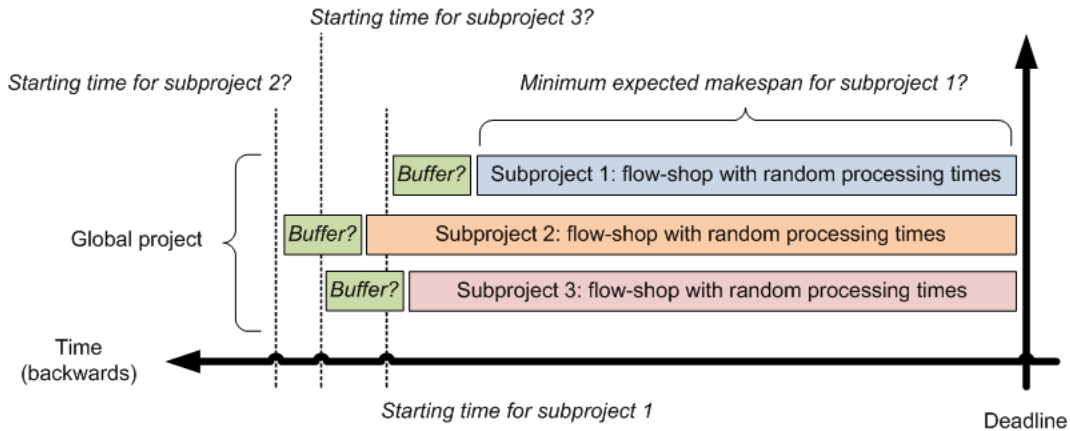 Starting time for subproject 3?
Starting time for subproject 2?
Minimum expected makespan for subproject 1?
Buffer?
Subproject 1: flow-shop with random processing times
Global project
Buffer?
Subproject 2: flow-shop with random processing times
Buffer?
Subproject 3: flow-shop with random processing times
Time
(backwards)
Starting time for subproject 1
Deadline